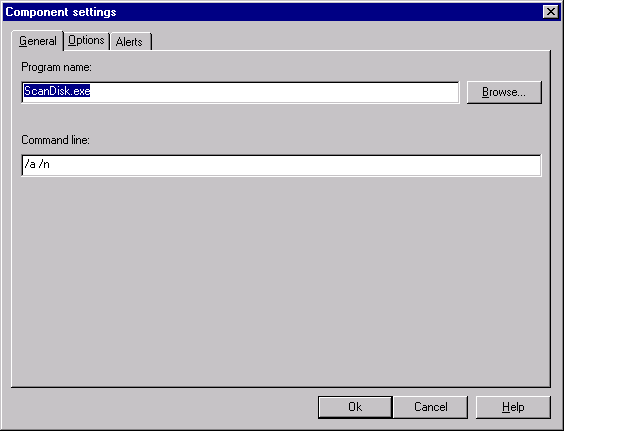 Component settings
General Options Alerts
Program name:
ScanDisk.exe Browse...
Command line:
/a /n
Ok Cancel Help